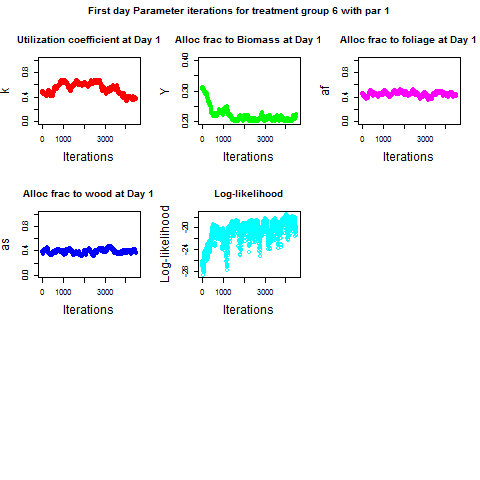 First day Parameter iterations for treatment group 6 with par 1
Utilization coefficient at Day 1
k
0.0 0.4 0.8
0 1000 3000
Iterations
Alloc frac to Biomass at Day 1
Y
0.20 0.30 0.40
0 1000 3000
Iterations
Alloc frac to foliage at Day 1
af
0.0 0.4 0.8
0 1000 3000
Iterations
Alloc frac to wood at Day 1
as
0.0 0.4 0.8
0 1000 3000
Iterations
Log-likelihood
Log-likelihood
0 1000 3000
Iterations